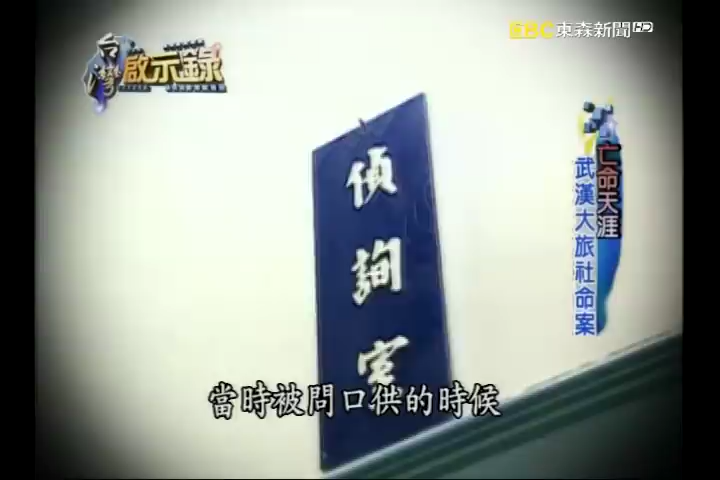 台灣啟示錄
EBC東森新聞HD
亡命天涯
武漢大旅社命案
偵詢室
當時被問口供的時候